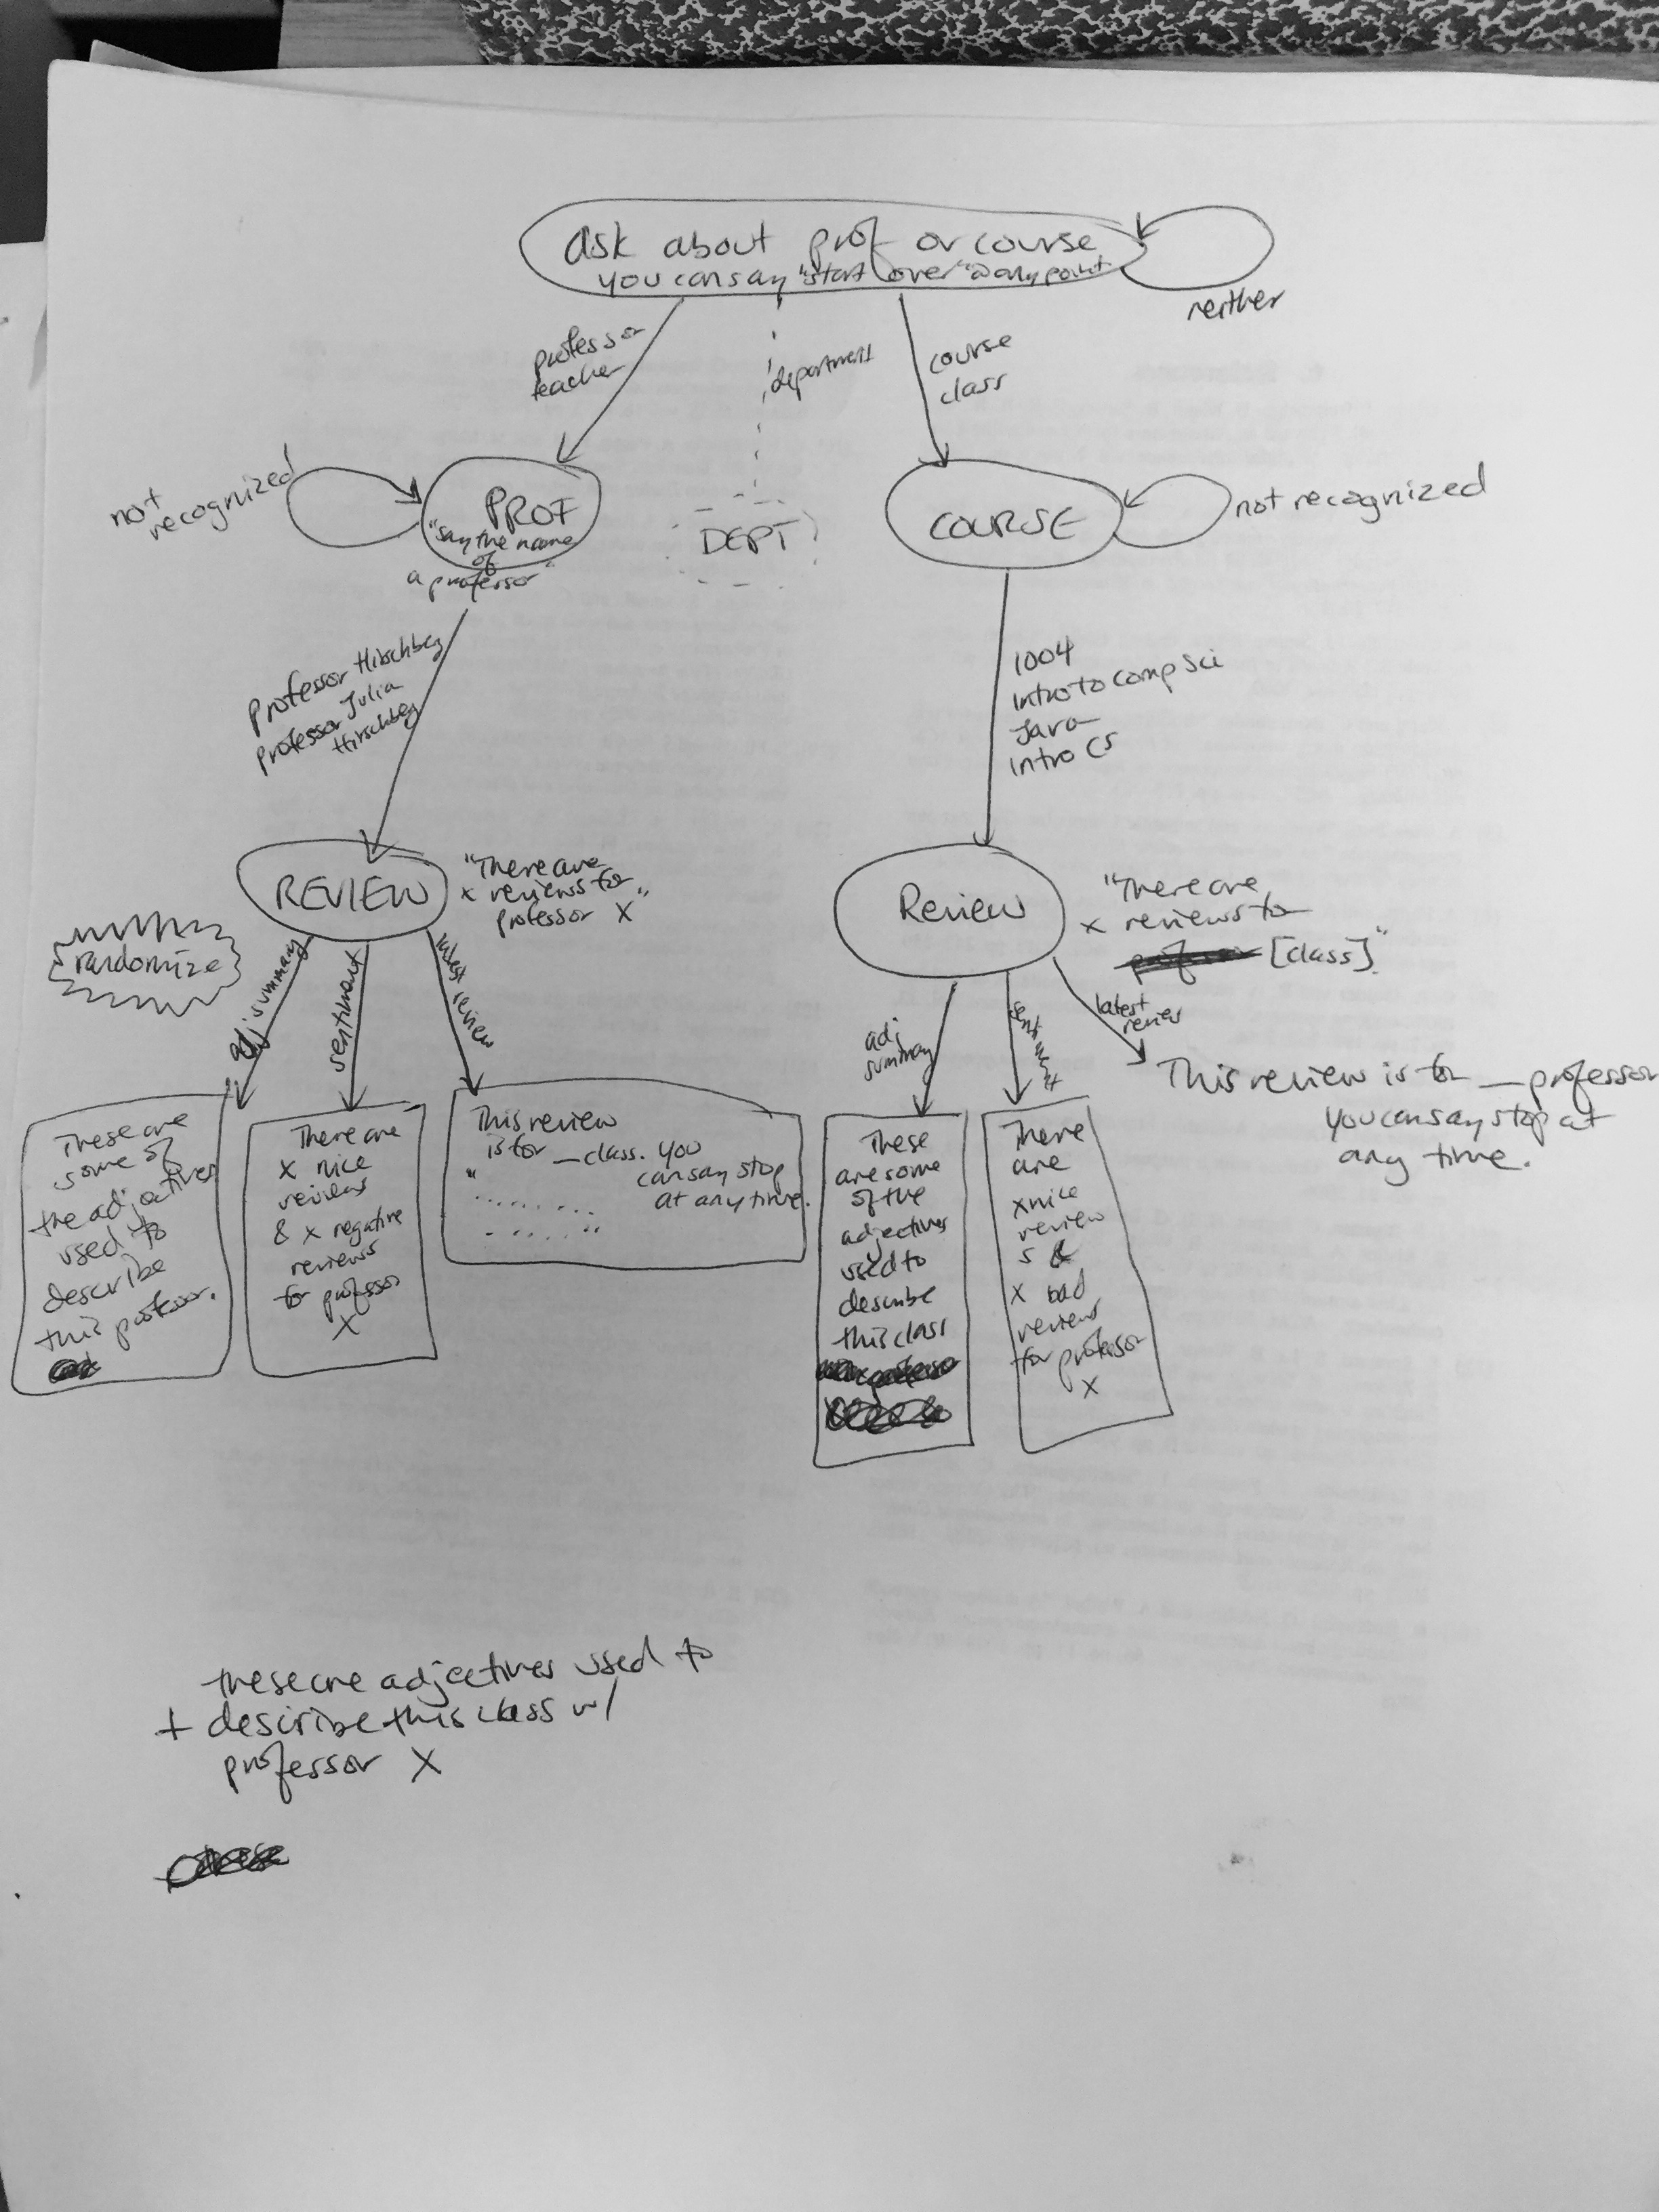 ask about prof or course
you can say "start over" @ any point
neither
professor
teacher
department
course
class
not
recognized
PROF
"say the name
of
a professor"
DEPT
COURSE
not recognized
Professor Hirschberg
professor Julia
Hirschberg
1004
intro to comp sci
Java
intro CS
REVIEW
"There are
x reviews for
professor X"
randomize
adj summary
sentiment
latest review
Review
"There are
x reviews for
[class]"
adj
summary
sentiment
latest
review
These are
some of
the adjectives
used to
describe
this professor.
There are
x nice
reviews
& x negative
reviews
for professor
X
This review
is for __ class. you
can say stop
at any time.
" ........
- ...... "
These
are some
of the
adjectives
used to
describe
this class
There
are
x nice
review
s &
x bad
reviews
for professor
X
This review is for __ professor
you can say stop at
any time.
these are adjectives used to
+ describe this class w/
professor X